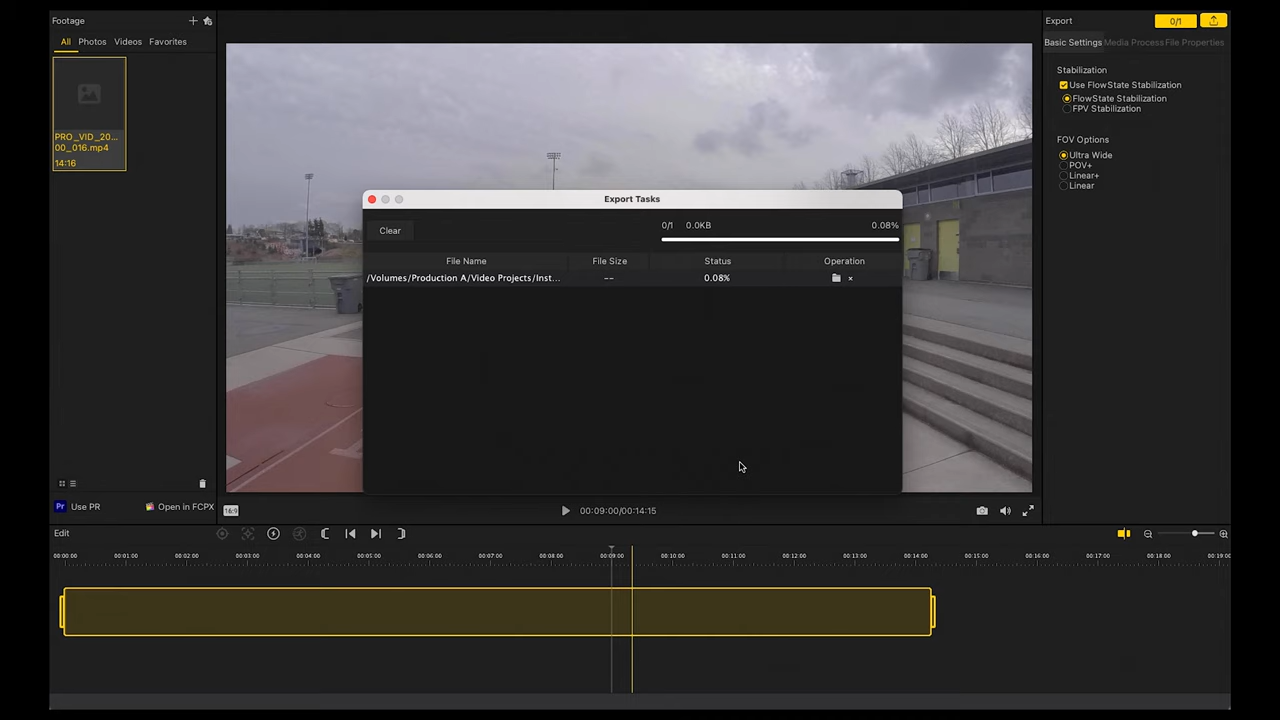 Footage
All Photos Videos Favorites
PRO_VID_20...
00_016.mp4
14:16
Use PR
Open in FCPX
Export Tasks
Clear
0/1 0.0KB 0.08%
File Name File Size Status Operation
/Volumes/Production A/Video Projects/Inst... -- 0.08%
16:9
00:09:00/00:14:15
Export 0/1
Basic Settings Media Process File Properties
Stabilization
Use FlowState Stabilization
FlowState Stabilization
FPV Stabilization
FOV Options
Ultra Wide
POV+
Linear+
Linear
Edit
00:00:00 00:01:00 00:02:00 00:03:00 00:04:00 00:05:00 00:06:00 00:07:00 00:08:00 00:09:00 00:10:00 00:11:00 00:12:00 00:13:00 00:14:00 00:15:00 00:16:00 00:17:00 00:18:00 00:19:00